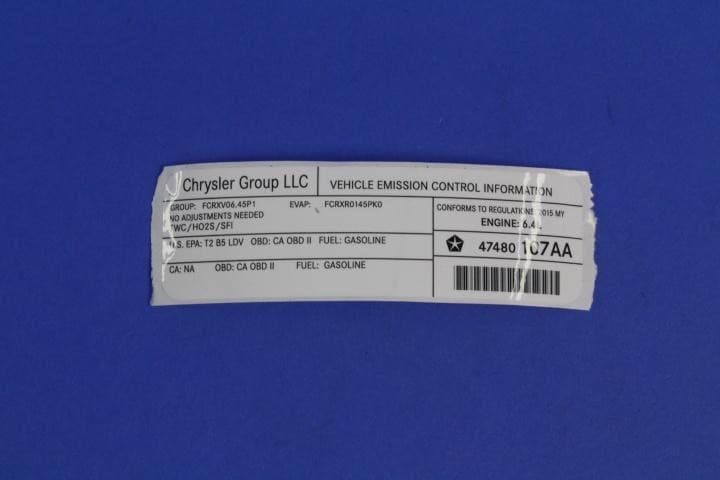 Chrysler Group LLC
VEHICLE EMISSION CONTROL INFORMATION
GROUP: FCRXV06.45P1 EVAP: FCRXR0145PK0
NO ADJUSTMENTS NEEDED
TWC/HO2S/SFI
U.S. EPA: T2 B5 LDV OBD: CA OBD II FUEL: GASOLINE
CA: NA OBD: CA OBD II FUEL: GASOLINE
CONFORMS TO REGULATIONS: 2015 MY
ENGINE: 6.4L
47480 107AA